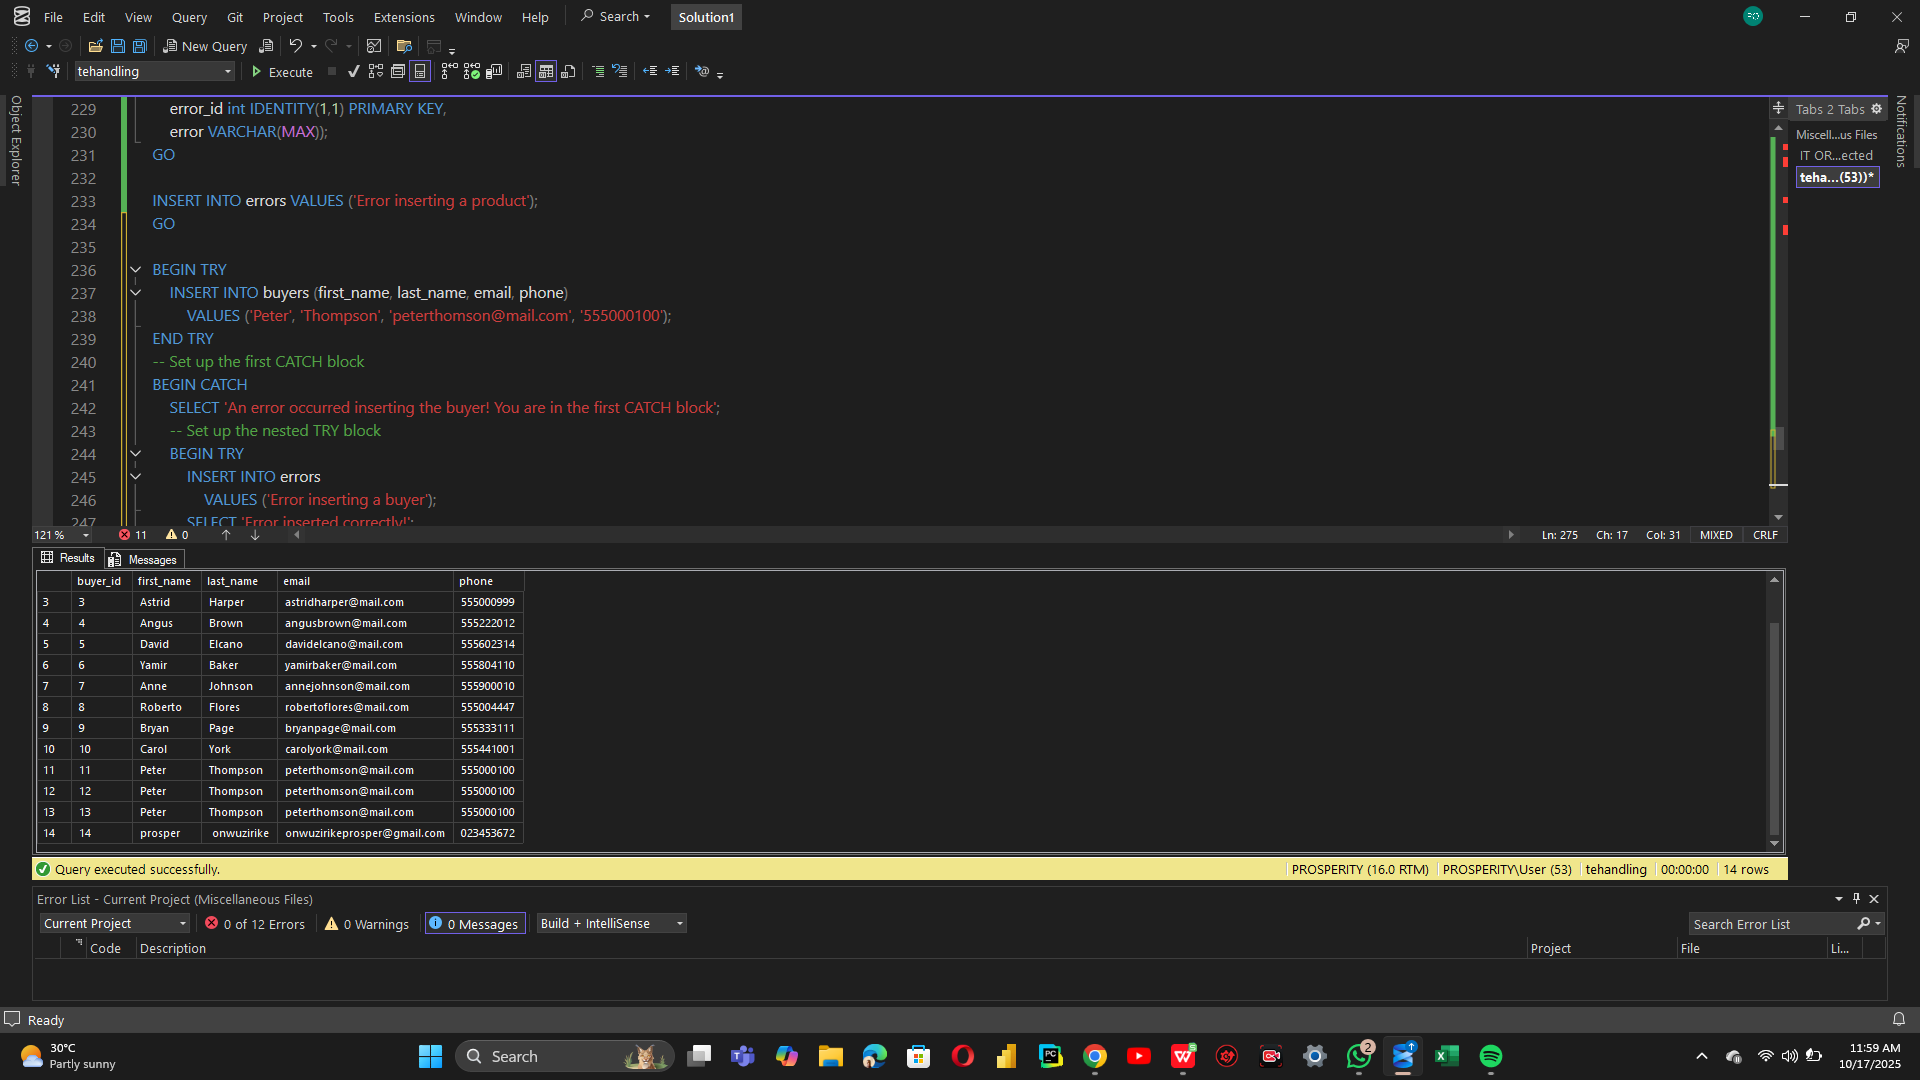 File Edit View Query Git Project Tools Extensions Window Help Search Solution1
New Query
tehandling Execute
Object Explorer
229 error_id int IDENTITY(1,1) PRIMARY KEY,
230 error VARCHAR(MAX));
231 GO
232
233 INSERT INTO errors VALUES ('Error inserting a product');
234 GO
235
236 BEGIN TRY
237 INSERT INTO buyers (first_name, last_name, email, phone)
238 VALUES ('Peter', 'Thompson', 'peterthomson@mail.com', '555000100');
239 END TRY
240 -- Set up the first CATCH block
241 BEGIN CATCH
242 SELECT 'An error occurred inserting the buyer! You are in the first CATCH block';
243 -- Set up the nested TRY block
244 BEGIN TRY
245 INSERT INTO errors
246 VALUES ('Error inserting a buyer');
247 SELECT 'Error inserted correctly!';
Tabs 2 Tabs
Miscell...us Files
IT OR...ected
teha...(53))*
Notifications
121 % 11 0 Ln: 275 Ch: 17 Col: 31 MIXED CRLF
Results Messages
buyer_id first_name last_name email phone
3 3 Astrid Harper astridharper@mail.com 555000999
4 4 Angus Brown angusbrown@mail.com 555222012
5 5 David Elcano davidelcano@mail.com 555602314
6 6 Yamir Baker yamirbaker@mail.com 555804110
7 7 Anne Johnson annejohnson@mail.com 555900010
8 8 Roberto Flores robertoflores@mail.com 555004447
9 9 Bryan Page bryanpage@mail.com 555333111
10 10 Carol York carolyork@mail.com 555441001
11 11 Peter Thompson peterthomson@mail.com 555000100
12 12 Peter Thompson peterthomson@mail.com 555000100
13 13 Peter Thompson peterthomson@mail.com 555000100
14 14 prosper onwuzirike onwuzirikeprosper@gmail.com 023453672
Query executed successfully. PROSPERITY (16.0 RTM) PROSPERITY\User (53) tehandling 00:00:00 14 rows
Error List - Current Project (Miscellaneous Files)
Current Project 0 of 12 Errors 0 Warnings 0 Messages Build + IntelliSense Search Error List
Code Description Project File Li...
Ready
30°C
Partly sunny
Search
2
11:59 AM
10/17/2025